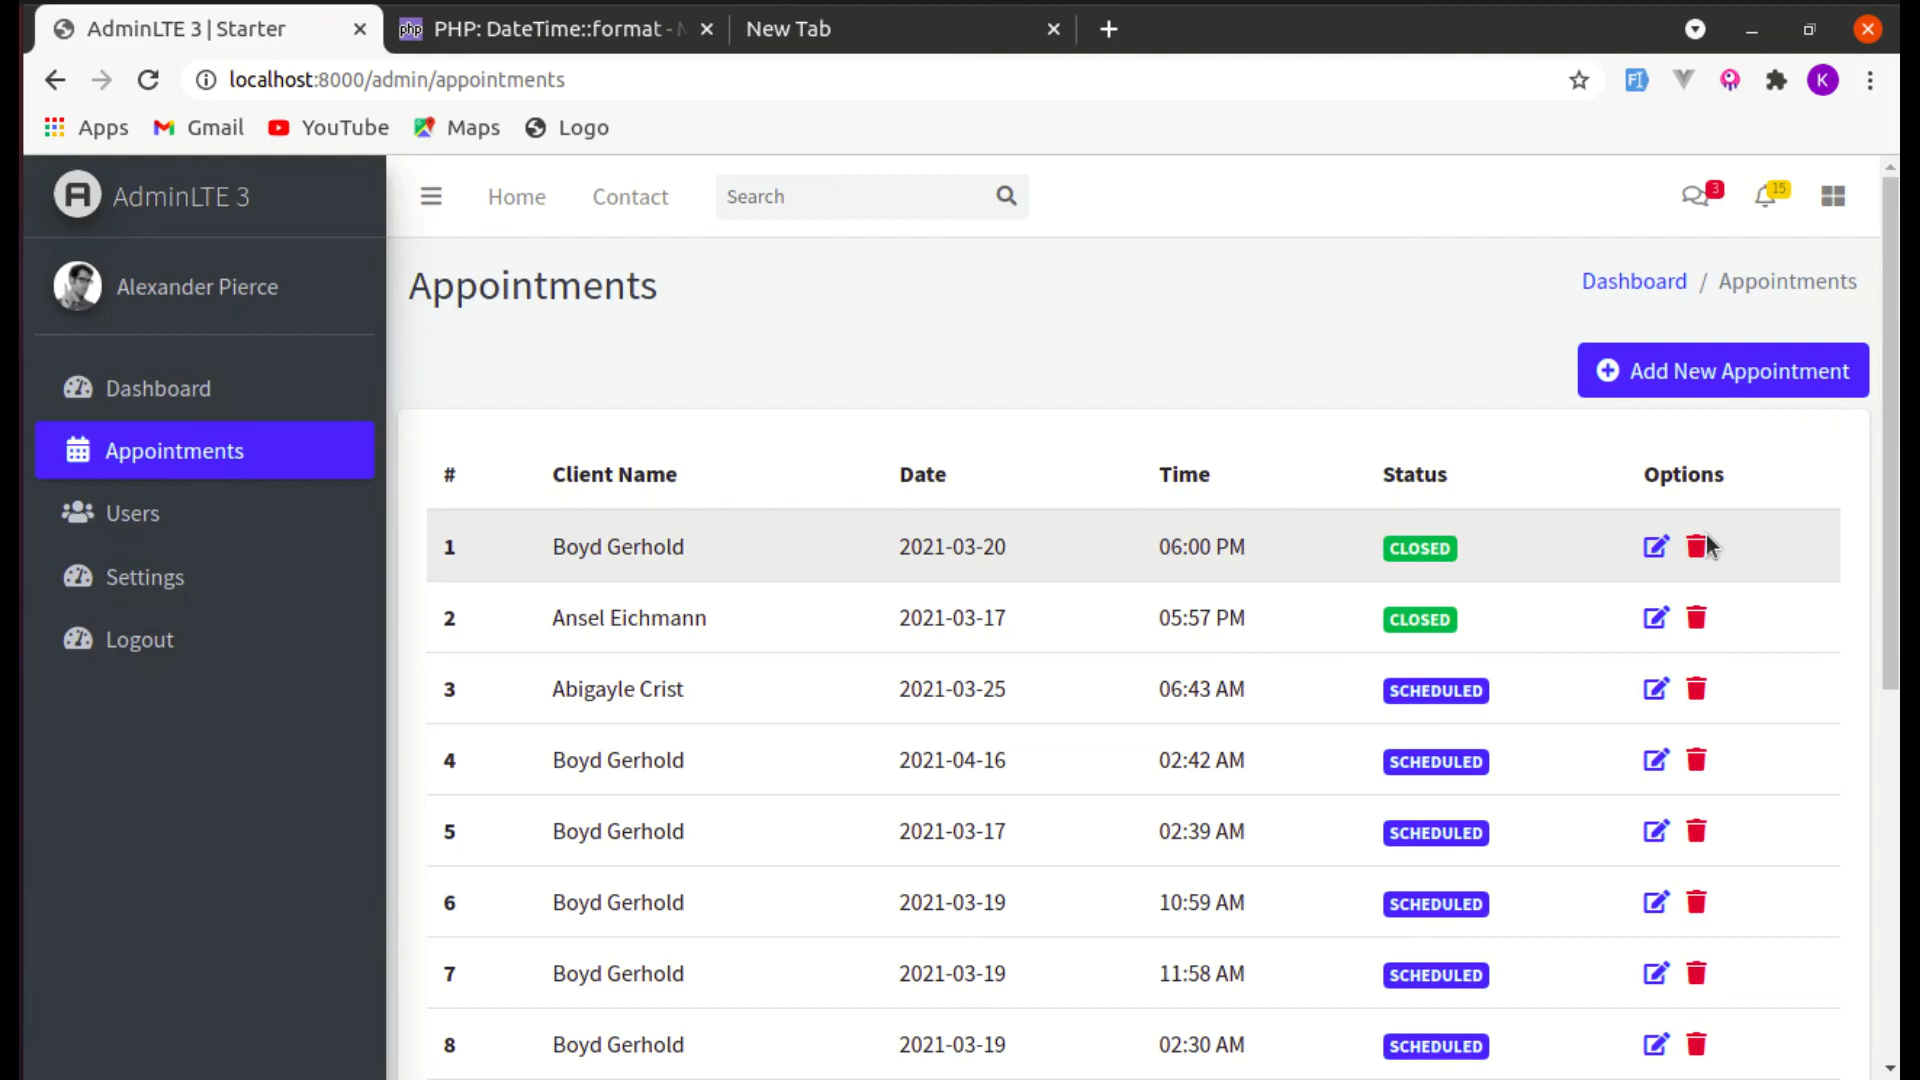 AdminLTE 3 | Starter
PHP: DateTime::format -
New Tab
localhost:8000/admin/appointments
K
Apps
Gmail
YouTube
Maps
Logo
AdminLTE 3
Home
Contact
Search
3
15
Alexander Pierce
Appointments
Dashboard / Appointments
Add New Appointment
Dashboard
Appointments
Users
Settings
Logout
# Client Name Date Time Status Options
1 Boyd Gerhold 2021-03-20 06:00 PM CLOSED
2 Ansel Eichmann 2021-03-17 05:57 PM CLOSED
3 Abigayle Crist 2021-03-25 06:43 AM SCHEDULED
4 Boyd Gerhold 2021-04-16 02:42 AM SCHEDULED
5 Boyd Gerhold 2021-03-17 02:39 AM SCHEDULED
6 Boyd Gerhold 2021-03-19 10:59 AM SCHEDULED
7 Boyd Gerhold 2021-03-19 11:58 AM SCHEDULED
8 Boyd Gerhold 2021-03-19 02:30 AM SCHEDULED